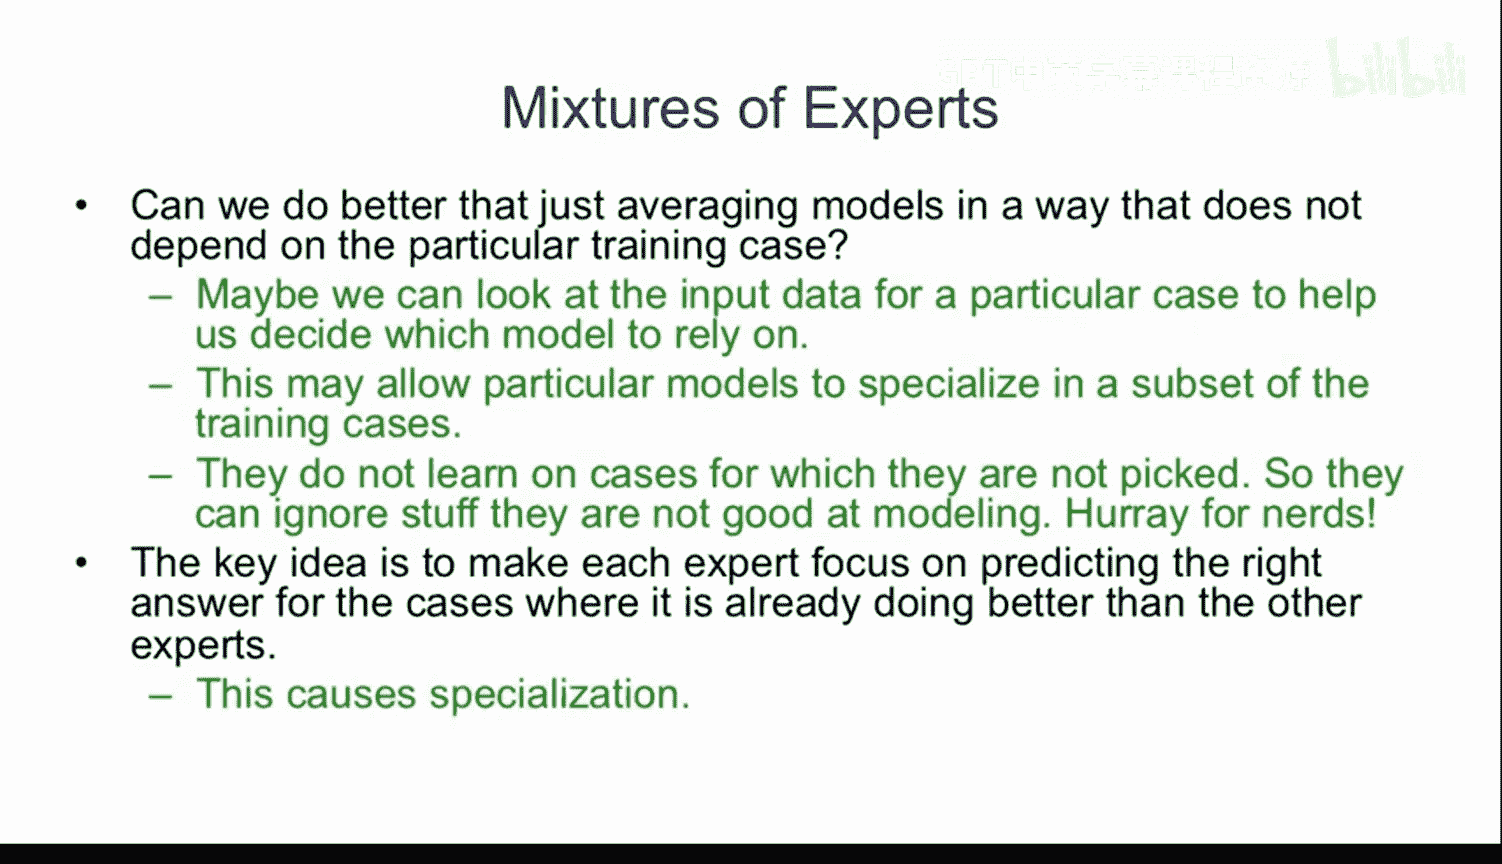 Mixtures of Experts
• Can we do better that just averaging models in a way that does not
depend on the particular training case?
– Maybe we can look at the input data for a particular case to help
us decide which model to rely on.
– This may allow particular models to specialize in a subset of the
training cases.
– They do not learn on cases for which they are not picked. So they
can ignore stuff they are not good at modeling. Hurray for nerds!
• The key idea is to make each expert focus on predicting the right
answer for the cases where it is already doing better than the other
experts.
– This causes specialization.
bilibili